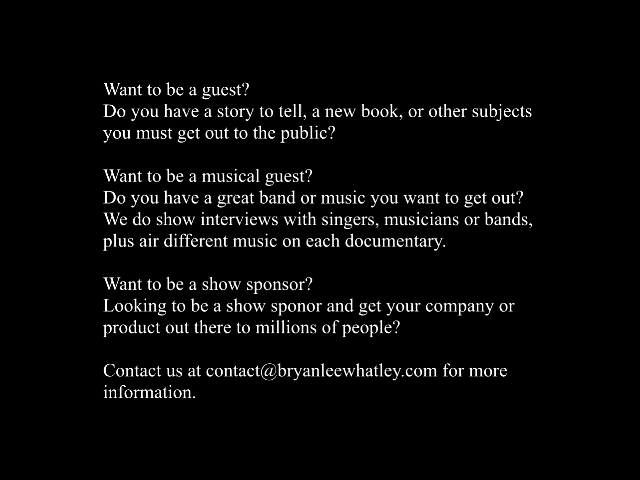 Want to be a guest?
Do you have a story to tell, a new book, or other subjects
you must get out to the public?
Want to be a musical guest?
Do you have a great band or music you want to get out?
We do show interviews with singers, musicians or bands,
plus air different music on each documentary.
Want to be a show sponsor?
Looking to be a show sponor and get your company or
product out there to millions of people?
Contact us at contact@bryanleewhatley.com for more
information.